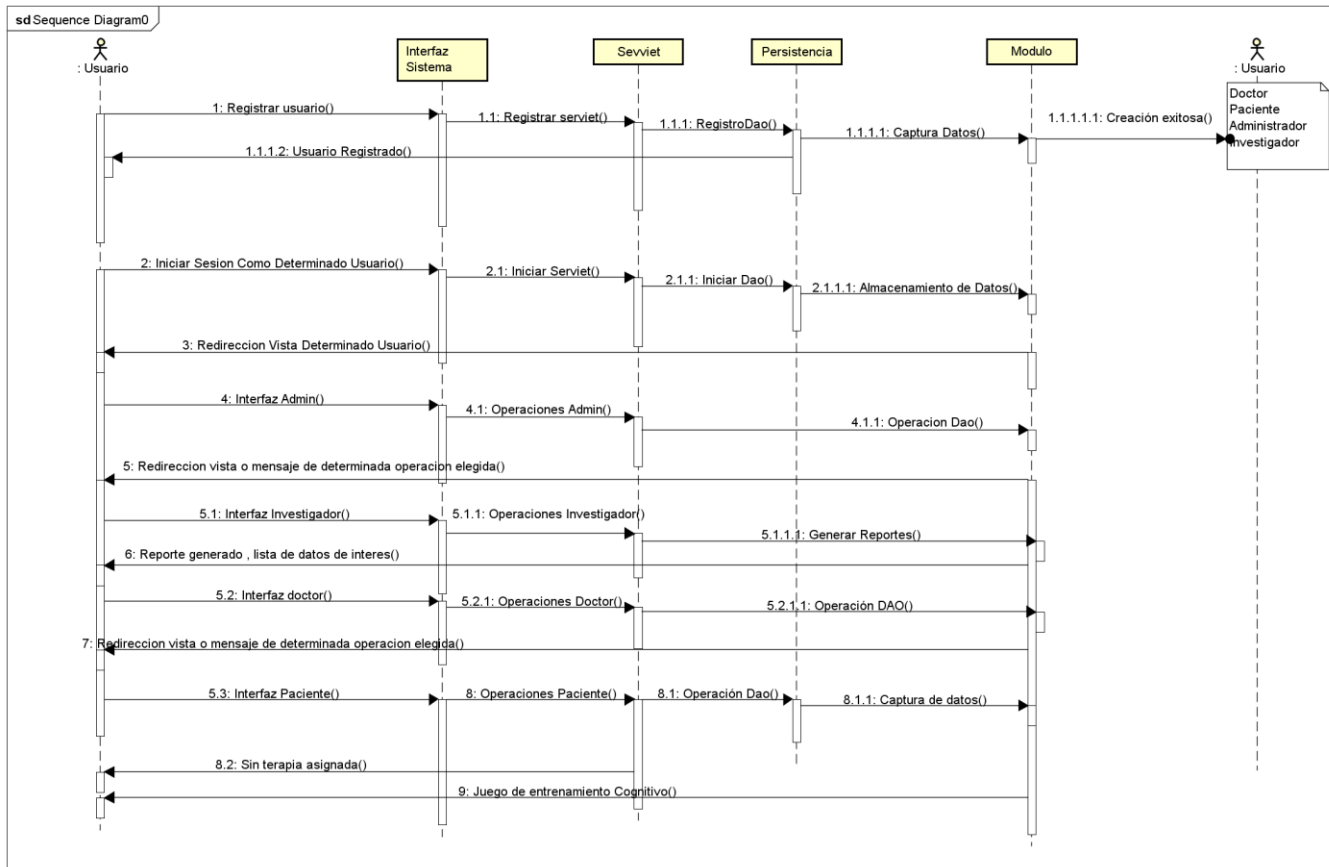 sd Sequence Diagram0
: Usuario
Interfaz
Sistema
Sevvlet
Persistencia
Modulo
: Usuario
Doctor
Paciente
Administrador
Investigador
1: Registrar usuario()
1.1: Registrar servlet()
1.1.1: RegistroDao()
1.1.1.1: Captura Datos()
1.1.1.1.1: Creación exitosa()
1.1.1.2: Usuario Registrado()
2: Iniciar Sesion Como Determinado Usuario()
2.1: Iniciar Servlet()
2.1.1: Iniciar Dao()
2.1.1.1: Almacenamiento de Datos()
3: Redireccion Vista Determinado Usuario()
4: Interfaz Admin()
4.1: Operaciones Admin()
4.1.1: Operacion Dao()
5: Redireccion vista o mensaje de determinada operacion elegida()
5.1: Interfaz Investigador()
5.1.1: Operaciones Investigador()
5.1.1.1: Generar Reportes()
6: Reporte generado , lista de datos de interes()
5.2: Interfaz doctor()
5.2.1: Operaciones Doctor()
5.2.1.1: Operación DAO()
7: Redireccion vista o mensaje de determinada operacion elegida()
5.3: Interfaz Paciente()
8: Operaciones Paciente()
8.1: Operación Dao()
8.1.1: Captura de datos()
8.2: Sin terapia asignada()
9: Juego de entrenamiento Cognitivo()